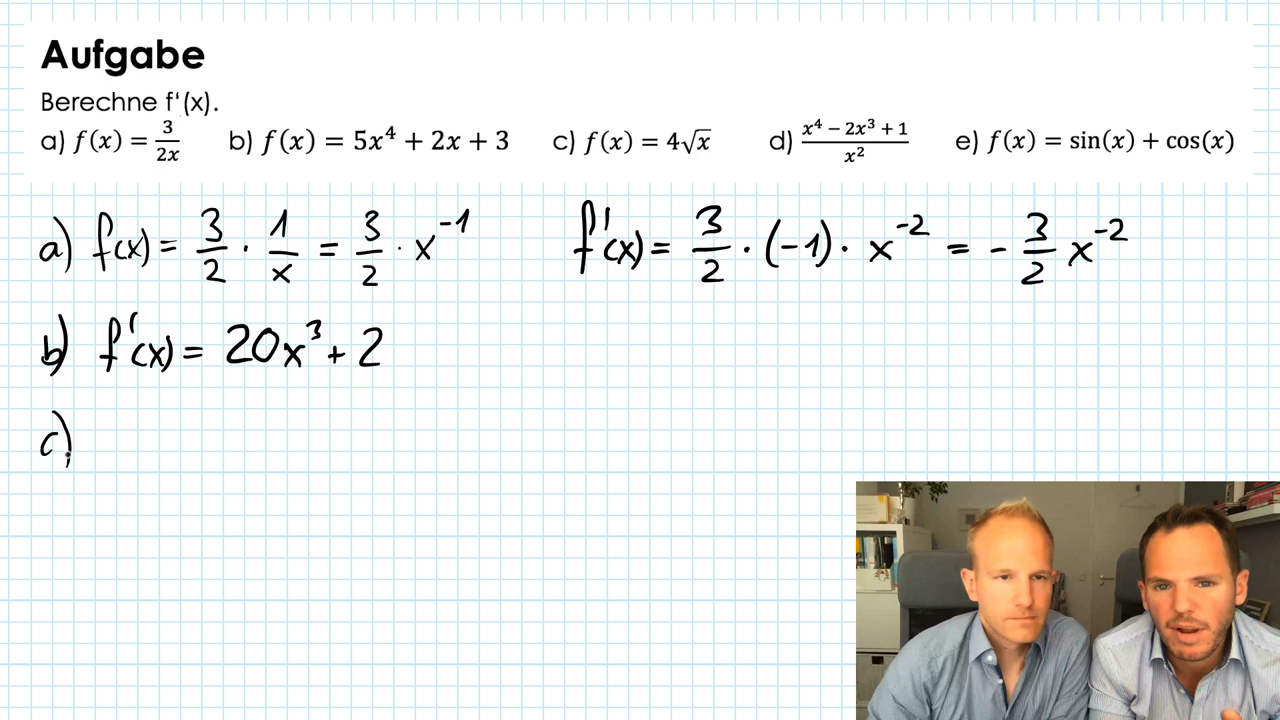 Aufgabe
Berechne f'(x).
a) f(x) = 3/2x b) f(x) = 5x⁴ + 2x + 3 c) f(x) = 4√x d) (x⁴ − 2x³ + 1)/x² e) f(x) = sin(x) + cos(x)
a) f(x) = 3/2 · 1/x = 3/2 · x⁻¹ f'(x) = 3/2 · (−1) · x⁻² = − 3/2 x⁻²
b) f'(x) = 20x³ + 2
c)